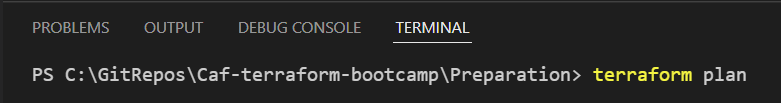 PROBLEMS OUTPUT DEBUG CONSOLE TERMINAL
PS C:\GitRepos\Caf-terraform-bootcamp\Preparation> terraform plan